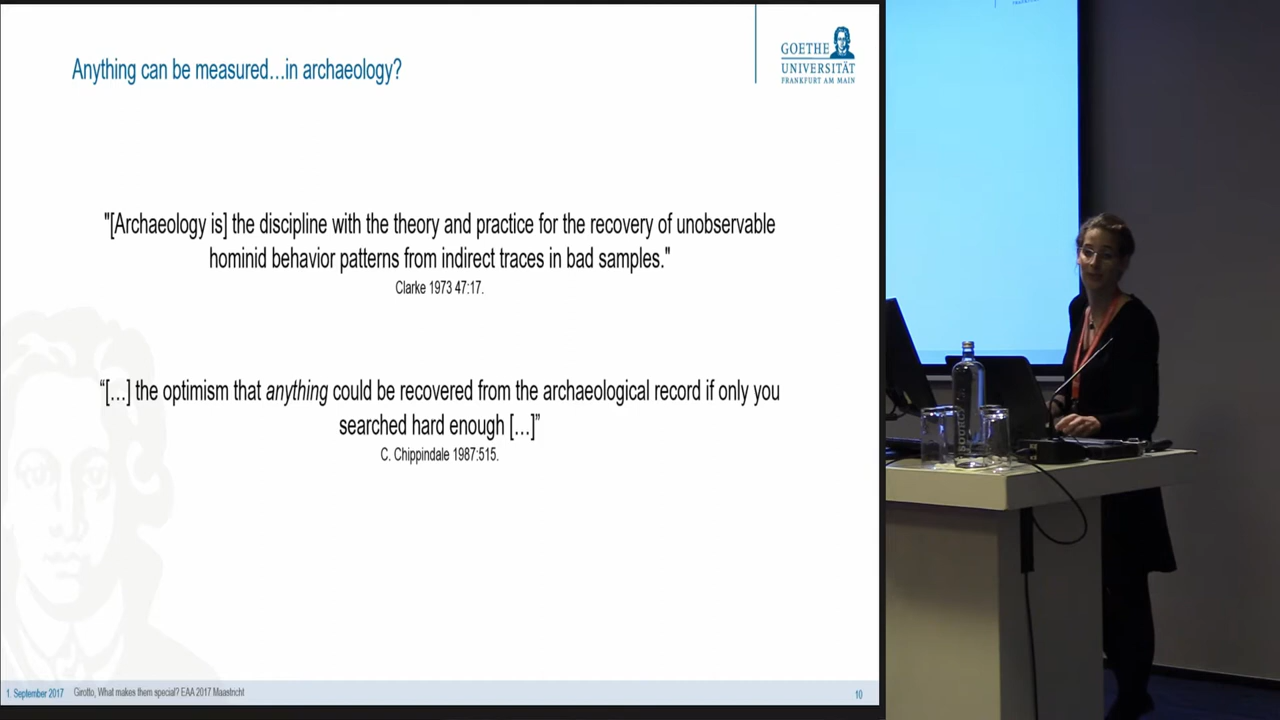 Anything can be measured…in archaeology?
GOETHE
UNIVERSITÄT
FRANKFURT AM MAIN
"[Archaeology is] the discipline with the theory and practice for the recovery of unobservable
hominid behavior patterns from indirect traces in bad samples."
Clarke 1973 47:17.
“[…] the optimism that anything could be recovered from the archaeological record if only you
searched hard enough […]”
C. Chippindale 1987:515.
1. September 2017 Girotto, What makes them special? EAA 2017 Maastricht
10
SOURCY